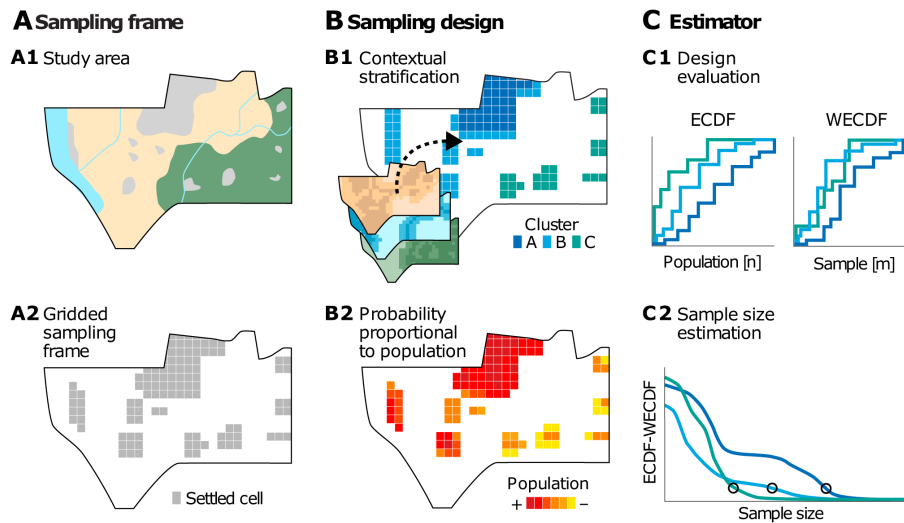 A Sampling frame
A1 Study area
A2 Gridded
sampling
frame
Settled cell
B Sampling design
B1 Contextual
stratification
Cluster
A B C
B2 Probability
proportional
to population
Population
+ −
C Estimator
C1 Design
evaluation
ECDF WECDF
Population [n] Sample [m]
C2 Sample size
estimation
ECDF-WECDF
Sample size